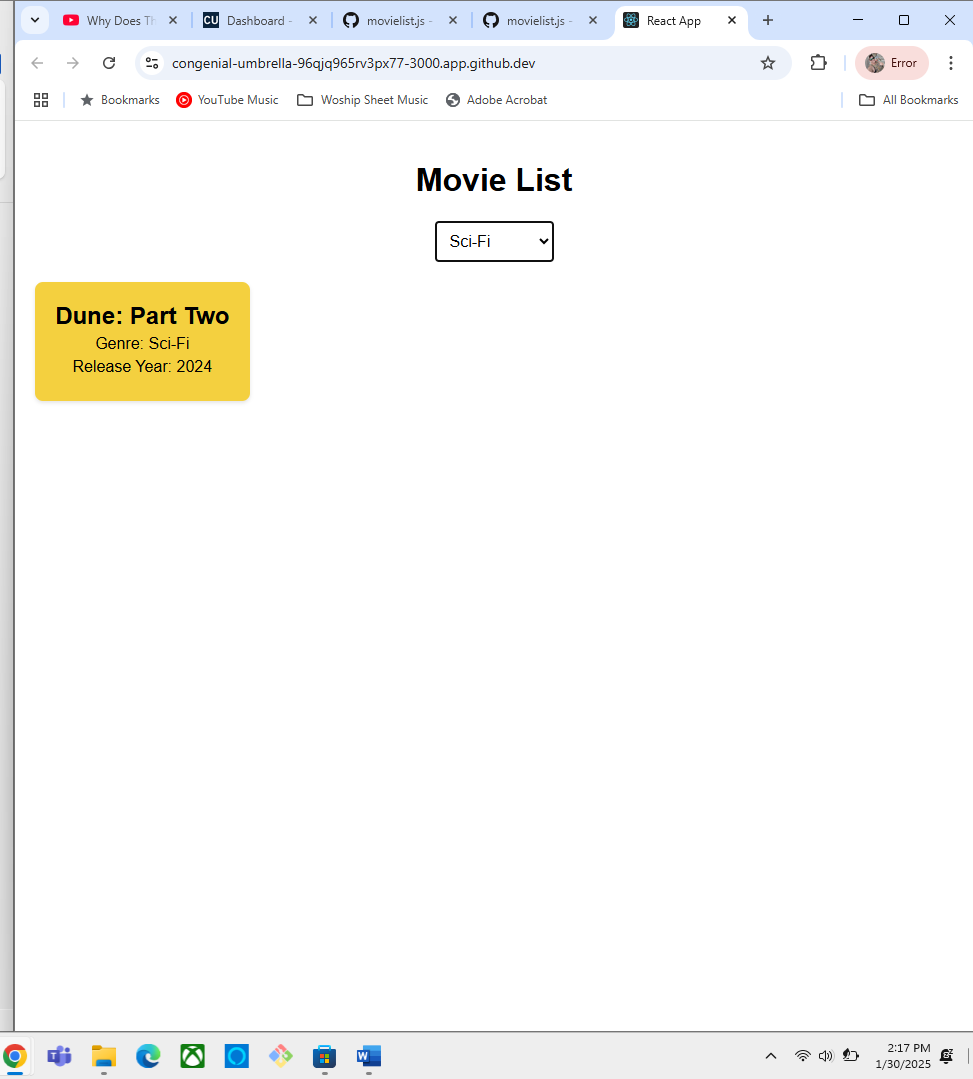 Why Does Th
CU Dashboard -
movielist.js -
movielist.js -
React App
congenial-umbrella-96qjq965rv3px77-3000.app.github.dev
Error
Bookmarks
YouTube Music
Woship Sheet Music
Adobe Acrobat
All Bookmarks
Movie List
Sci-Fi
Dune: Part Two
Genre: Sci-Fi
Release Year: 2024
2:17 PM
1/30/2025